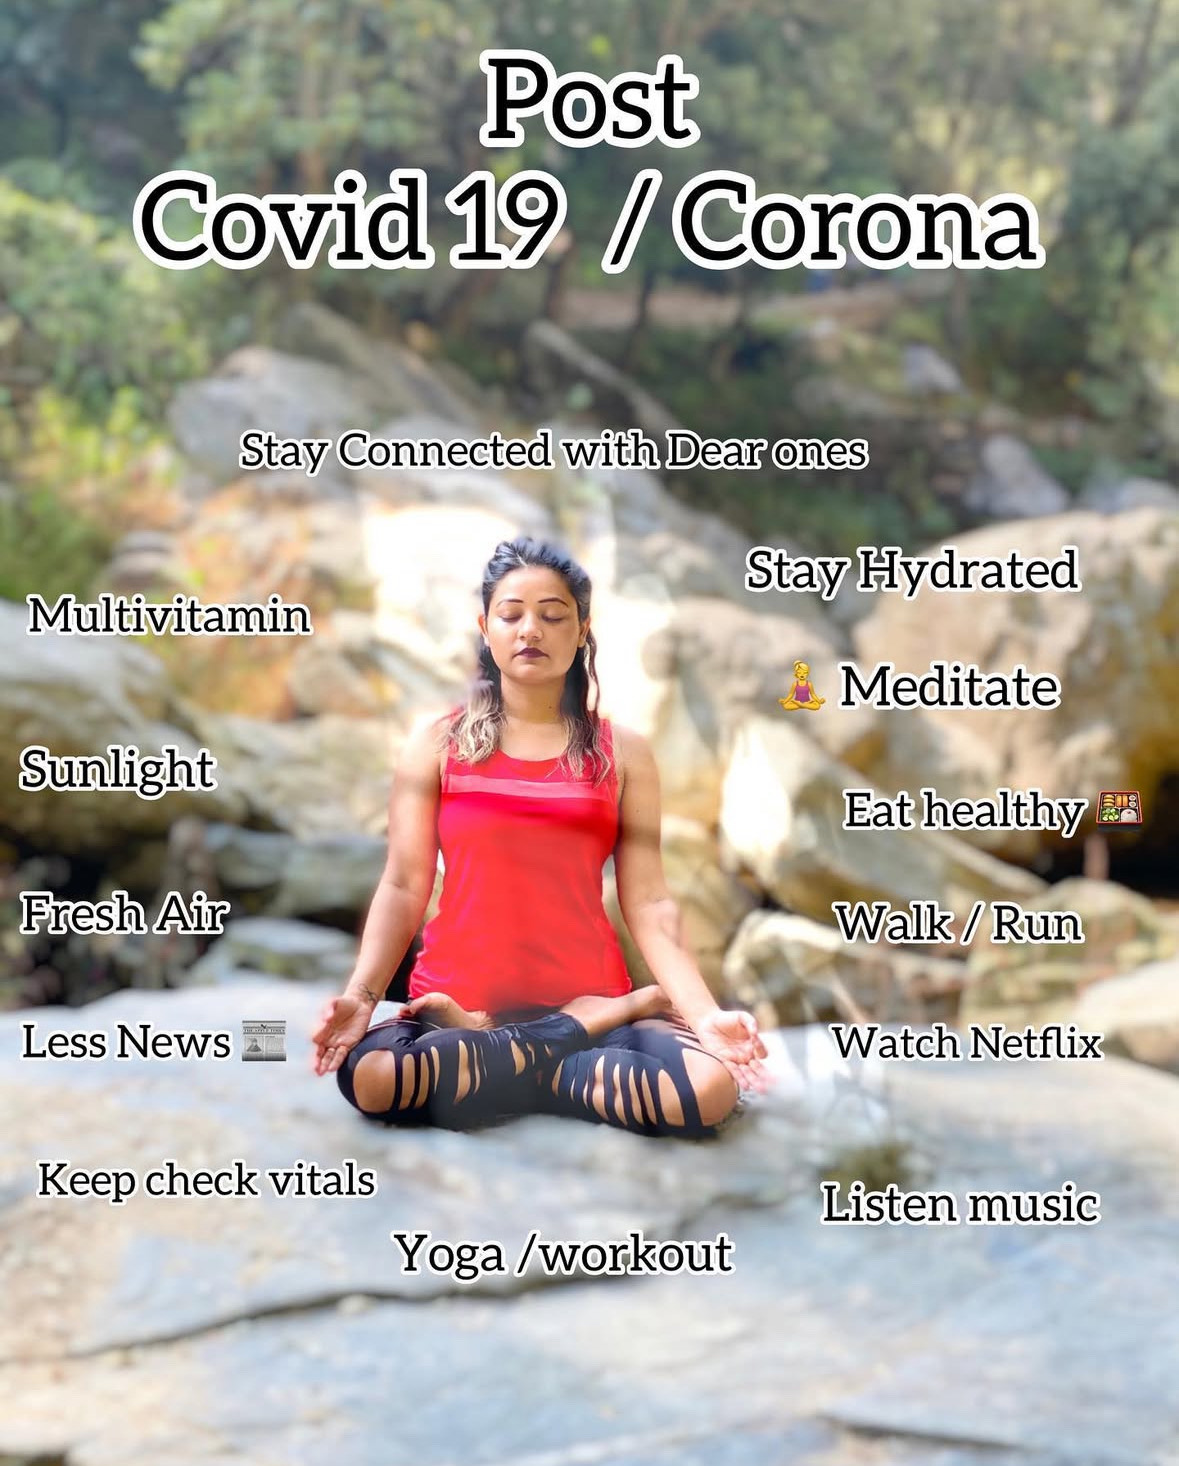 Post
Covid 19 / Corona
Stay Connected with Dear ones
Stay Hydrated
Multivitamin
🧘‍♀️ Meditate
Sunlight
Eat healthy 🍱
Fresh Air
Walk / Run
Less News 📰
Watch Netflix
Keep check vitals
Listen music
Yoga /workout